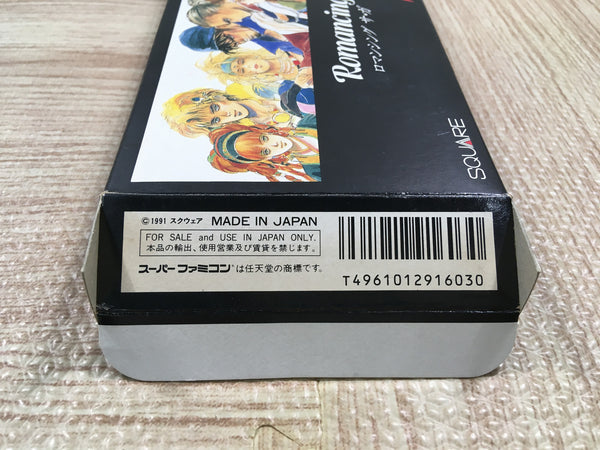 Romancing
ロマンシング サ・ガ
SQUARE
©1991 スクウェア MADE IN JAPAN
FOR SALE and USE IN JAPAN ONLY.
本品の輸出、使用営業及び賃貸を禁じます。
スーパーファミコン®は任天堂の商標です。
T4961012916030